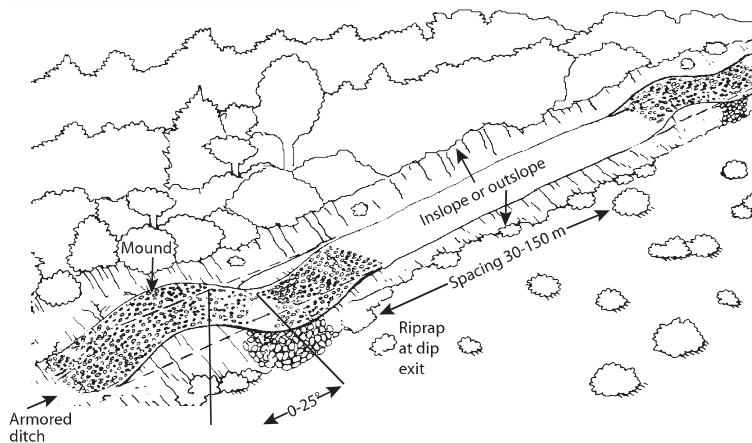 Inslope or outslope
Mound
Spacing 30-150 m
Riprap
at dip
exit
0-25°
Armored
ditch